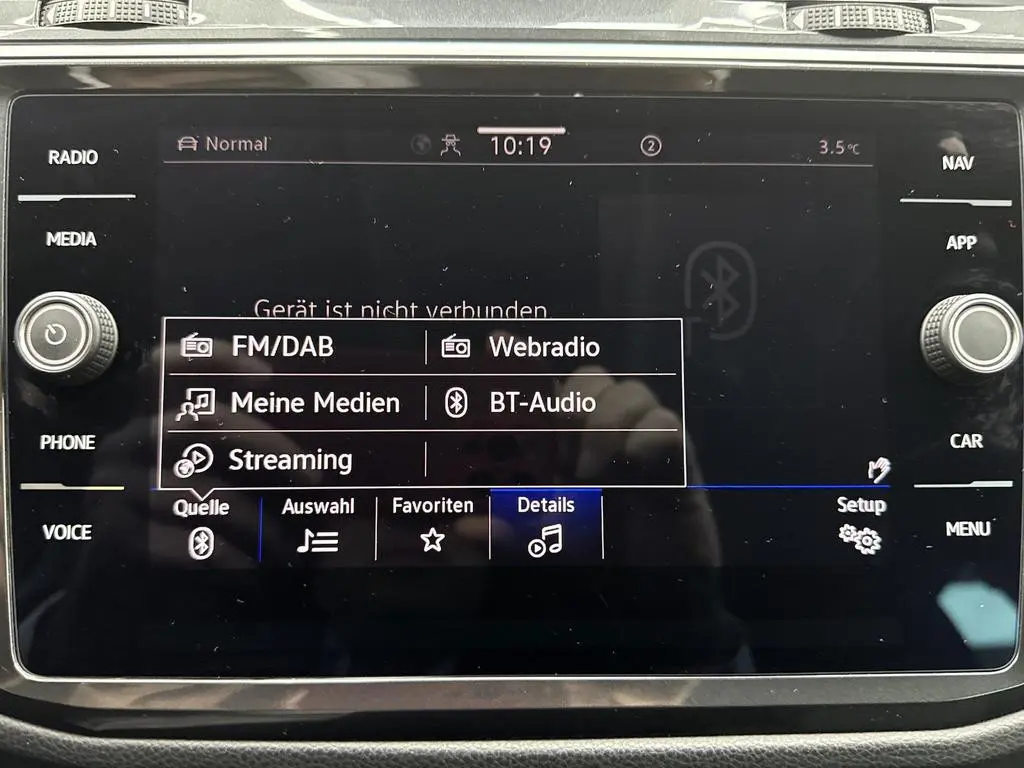 RADIO
MEDIA
PHONE
VOICE
Normal
10:19
2
3.5°C
Gerät ist nicht verbunden.
FM/DAB
Webradio
Meine Medien
BT-Audio
Streaming
Quelle
Auswahl
Favoriten
Details
Setup
NAV
APP
CAR
MENU